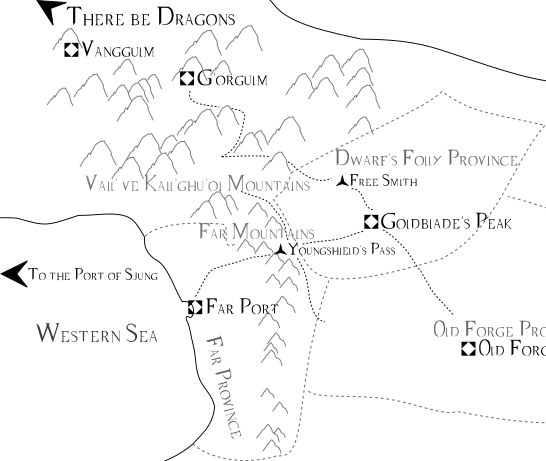 There be Dragons
Vangguim
Gorguim
Dwarf's Folly Province
Free Smith
Vail've Kail'ghu'oi Mountains
Goldblade's Peak
Far Mountains
Youngshield's Pass
To the Port of Sjung
Far Port
Western Sea
Old Forge Pro
Old Forg
Far Province